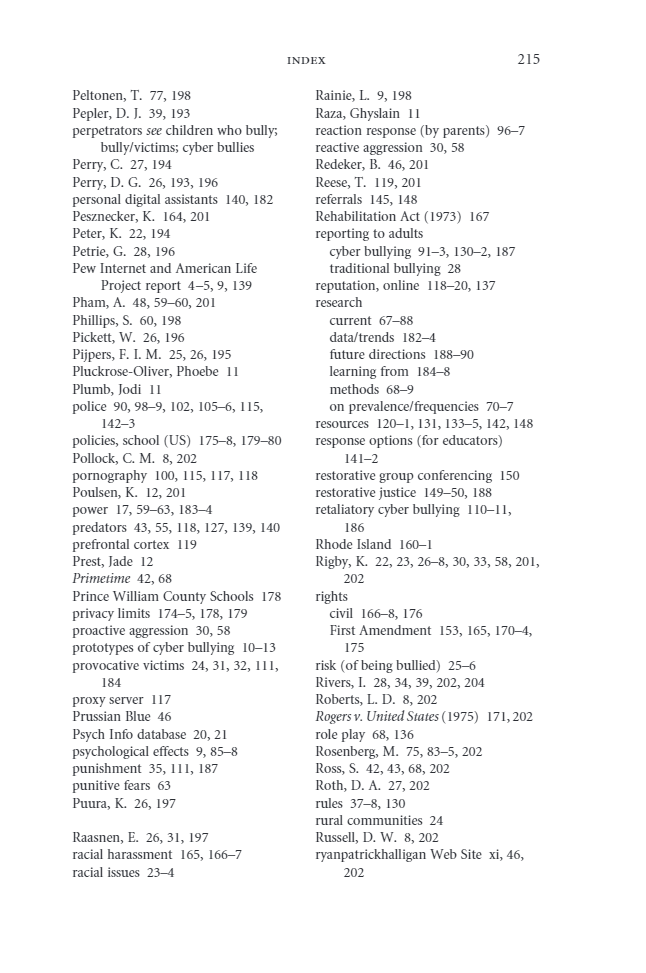 INDEX 215
Peltonen, T. 77, 198
Pepler, D. J. 39, 193
perpetrators see children who bully;
bully/victims; cyber bullies
Perry, C. 27, 194
Perry, D. G. 26, 193, 196
personal digital assistants 140, 182
Pesznecker, K. 164, 201
Peter, K. 22, 194
Petrie, G. 28, 196
Pew Internet and American Life
Project report 4–5, 9, 139
Pham, A. 48, 59–60, 201
Phillips, S. 60, 198
Pickett, W. 26, 196
Pijpers, F. I. M. 25, 26, 195
Pluckrose-Oliver, Phoebe 11
Plumb, Jodi 11
police 90, 98–9, 102, 105–6, 115,
142–3
policies, school (US) 175–8, 179–80
Pollock, C. M. 8, 202
pornography 100, 115, 117, 118
Poulsen, K. 12, 201
power 17, 59–63, 183–4
predators 43, 55, 118, 127, 139, 140
prefrontal cortex 119
Prest, Jade 12
Primetime 42, 68
Prince William County Schools 178
privacy limits 174–5, 178, 179
proactive aggression 30, 58
prototypes of cyber bullying 10–13
provocative victims 24, 31, 32, 111,
184
proxy server 117
Prussian Blue 46
Psych Info database 20, 21
psychological effects 9, 85–8
punishment 35, 111, 187
punitive fears 63
Puura, K. 26, 197
Raasnen, E. 26, 31, 197
racial harassment 165, 166–7
racial issues 23–4
Rainie, L. 9, 198
Raza, Ghyslain 11
reaction response (by parents) 96–7
reactive aggression 30, 58
Redeker, B. 46, 201
Reese, T. 119, 201
referrals 145, 148
Rehabilitation Act (1973) 167
reporting to adults
cyber bullying 91–3, 130–2, 187
traditional bullying 28
reputation, online 118–20, 137
research
current 67–88
data/trends 182–4
future directions 188–90
learning from 184–8
methods 68–9
on prevalence/frequencies 70–7
resources 120–1, 131, 133–5, 142, 148
response options (for educators)
141–2
restorative group conferencing 150
restorative justice 149–50, 188
retaliatory cyber bullying 110–11,
186
Rhode Island 160–1
Rigby, K. 22, 23, 26–8, 30, 33, 58, 201,
202
rights
civil 166–8, 176
First Amendment 153, 165, 170–4,
175
risk (of being bullied) 25–6
Rivers, I. 28, 34, 39, 202, 204
Roberts, L. D. 8, 202
Rogers v. United States (1975) 171, 202
role play 68, 136
Rosenberg, M. 75, 83–5, 202
Ross, S. 42, 43, 68, 202
Roth, D. A. 27, 202
rules 37–8, 130
rural communities 24
Russell, D. W. 8, 202
ryanpatrickhalligan Web Site xi, 46,
202